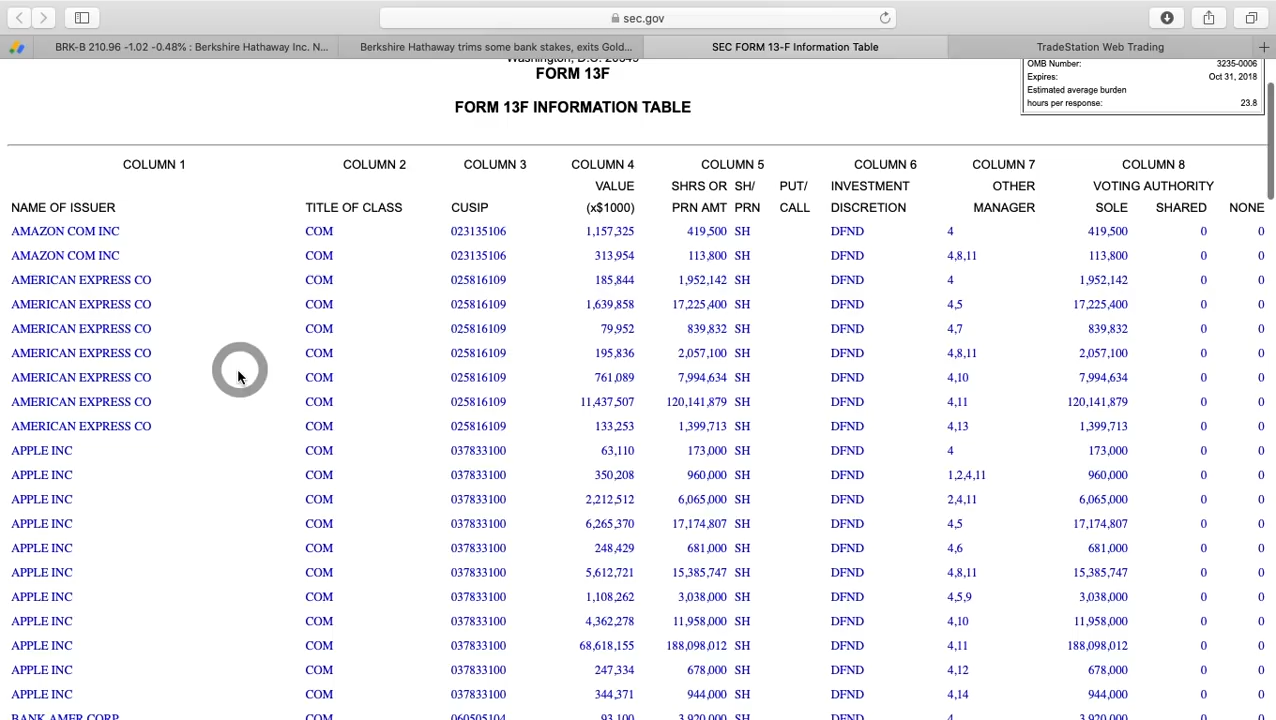 sec.gov
BRK-B 210.96 -1.02 -0.48% : Berkshire Hathaway Inc. N...
Berkshire Hathaway trims some bank stakes, exits Gold...
SEC FORM 13-F Information Table
TradeStation Web Trading
Washington, D.C. 20549
FORM 13F
FORM 13F INFORMATION TABLE
OMB Number: 3235-0006
Expires: Oct 31, 2018
Estimated average burden
hours per response: 23.8
COLUMN 1 COLUMN 2 COLUMN 3 COLUMN 4 COLUMN 5 COLUMN 6 COLUMN 7 COLUMN 8
VALUE SHRS OR SH/ PUT/ INVESTMENT OTHER VOTING AUTHORITY
NAME OF ISSUER TITLE OF CLASS CUSIP (x$1000) PRN AMT PRN CALL DISCRETION MANAGER SOLE SHARED NONE
AMAZON COM INC COM 023135106 1,157,325 419,500 SH DFND 4 419,500 0 0
AMAZON COM INC COM 023135106 313,954 113,800 SH DFND 4,8,11 113,800 0 0
AMERICAN EXPRESS CO COM 025816109 185,844 1,952,142 SH DFND 4 1,952,142 0 0
AMERICAN EXPRESS CO COM 025816109 1,639,858 17,225,400 SH DFND 4,5 17,225,400 0 0
AMERICAN EXPRESS CO COM 025816109 79,952 839,832 SH DFND 4,7 839,832 0 0
AMERICAN EXPRESS CO COM 025816109 195,836 2,057,100 SH DFND 4,8,11 2,057,100 0 0
AMERICAN EXPRESS CO COM 025816109 761,089 7,994,634 SH DFND 4,10 7,994,634 0 0
AMERICAN EXPRESS CO COM 025816109 11,437,507 120,141,879 SH DFND 4,11 120,141,879 0 0
AMERICAN EXPRESS CO COM 025816109 133,253 1,399,713 SH DFND 4,13 1,399,713 0 0
APPLE INC COM 037833100 63,110 173,000 SH DFND 4 173,000 0 0
APPLE INC COM 037833100 350,208 960,000 SH DFND 1,2,4,11 960,000 0 0
APPLE INC COM 037833100 2,212,512 6,065,000 SH DFND 2,4,11 6,065,000 0 0
APPLE INC COM 037833100 6,265,370 17,174,807 SH DFND 4,5 17,174,807 0 0
APPLE INC COM 037833100 248,429 681,000 SH DFND 4,6 681,000 0 0
APPLE INC COM 037833100 5,612,721 15,385,747 SH DFND 4,8,11 15,385,747 0 0
APPLE INC COM 037833100 1,108,262 3,038,000 SH DFND 4,5,9 3,038,000 0 0
APPLE INC COM 037833100 4,362,278 11,958,000 SH DFND 4,10 11,958,000 0 0
APPLE INC COM 037833100 68,618,155 188,098,012 SH DFND 4,11 188,098,012 0 0
APPLE INC COM 037833100 247,334 678,000 SH DFND 4,12 678,000 0 0
APPLE INC COM 037833100 344,371 944,000 SH DFND 4,14 944,000 0 0
BANK AMER CORP COM 060505104 93,100 3,920,000 SH DFND 4 3,920,000 0 0